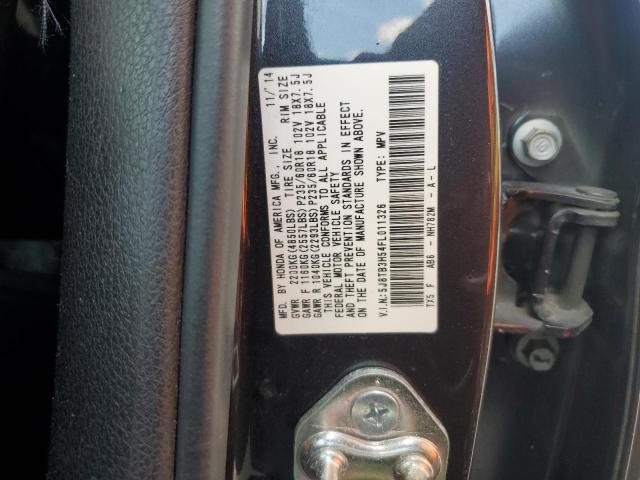 MFD. BY HONDA OF AMERICA MFG., INC. 11/'14
TIRE SIZE RIM SIZE
GVWR 2200KG(4850LBS)
GAWR F 1160KG(2557LBS) P235/60R18 102V 18X7.5J
GAWR R 1040KG(2293LBS) P235/60R18 102V 18X7.5J
THIS VEHICLE CONFORMS TO ALL APPLICABLE
FEDERAL MOTOR VEHICLE SAFETY
AND THEFT PREVENTION STANDARDS IN EFFECT
ON THE DATE OF MANUFACTURE SHOWN ABOVE.
V.I.N:5J8TB3H54FL011326 TYPE: MPV
TX5 F AB6 - NH782M - A - L